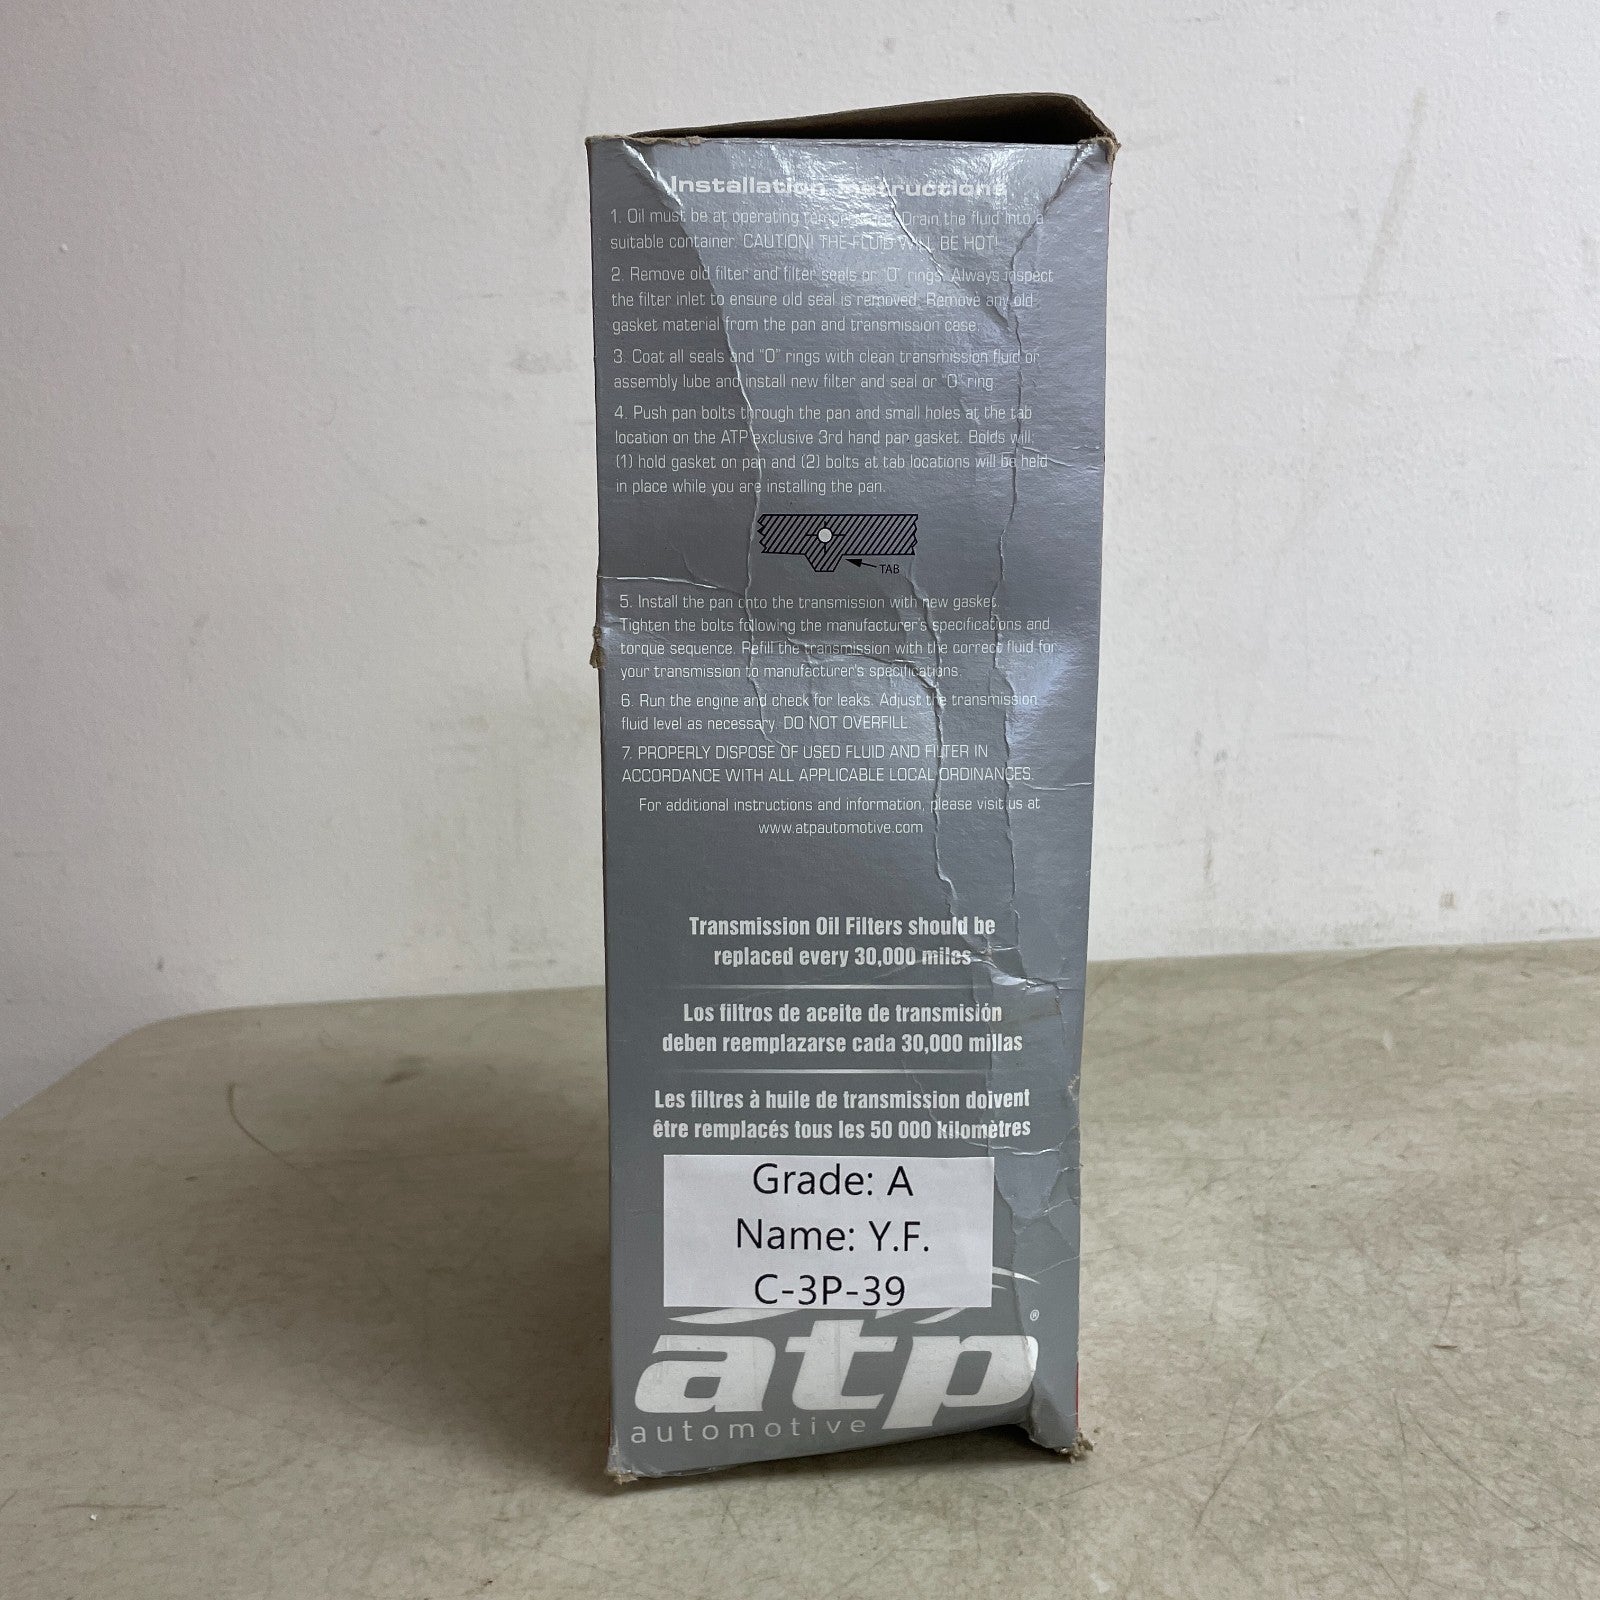 Installation Instructions
1. Oil must be at operating temperature. Drain the fluid into a
suitable container. CAUTION! THE FLUID WILL BE HOT!
2. Remove old filter and filter seals or "O" rings. Always inspect
the filter inlet to ensure old seal is removed. Remove any old
gasket material from the pan and transmission case.
3. Coat all seals and "O" rings with clean transmission fluid or
assembly lube and install new filter and seal or "O" ring
4. Push pan bolts through the pan and small holes at the tab
location on the ATP exclusive 3rd hand pan gasket. Bolds will:
(1) hold gasket on pan and (2) bolts at tab locations will be held
in place while you are installing the pan.
TAB
5. Install the pan onto the transmission with new gasket.
Tighten the bolts following the manufacturer's specifications and
torque sequence. Refill the transmission with the correct fluid for
your transmission to manufacturer's specifications.
6. Run the engine and check for leaks. Adjust the transmission
fluid level as necessary. DO NOT OVERFILL
7. PROPERLY DISPOSE OF USED FLUID AND FILTER IN
ACCORDANCE WITH ALL APPLICABLE LOCAL ORDINANCES.
For additional instructions and information, please visit us at
www.atpautomotive.com
Transmission Oil Filters should be
replaced every 30,000 miles
Los filtros de aceite de transmisión
deben reemplazarse cada 30,000 millas
Les filtres à huile de transmission doivent
être remplacés tous les 50 000 kilomètres
Grade: A
Name: Y.F.
C-3P-39
atp®
automotive